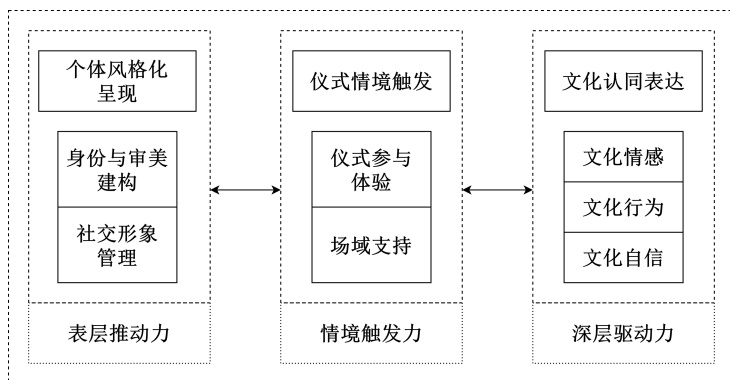 个体风格化
呈现
身份与审美
建构
社交形象
管理
表层推动力
仪式情境触发
仪式参与
体验
场域支持
情境触发力
文化认同表达
文化情感
文化行为
文化自信
深层驱动力